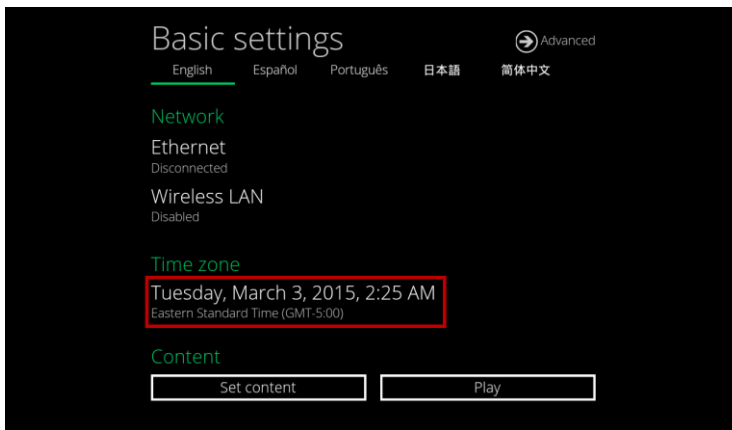 Basic settings
Advanced
English Español Português 日本語 简体中文
Network
Ethernet
Disconnected
Wireless LAN
Disabled
Time zone
Tuesday, March 3, 2015, 2:25 AM
Eastern Standard Time (GMT-5:00)
Content
Set content Play